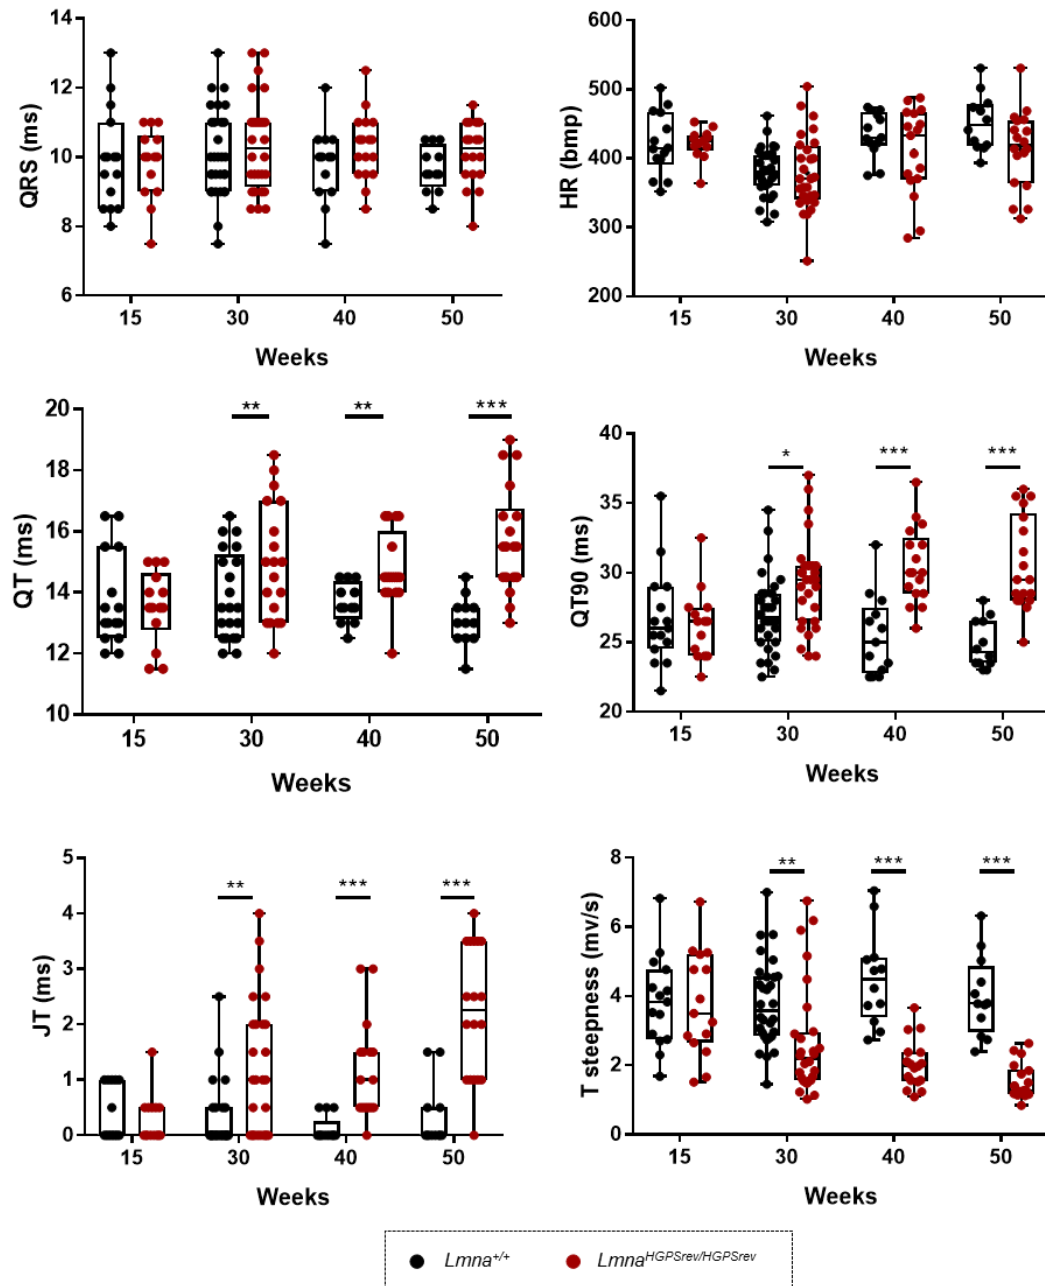 14
12
10
8
6
QRS (ms)
15 30 40 50
Weeks
600
500
400
300
200
HR (bmp)
15 30 40 50
Weeks
20
18
16
14
12
10
QT (ms)
** ** ***
15 30 40 50
Weeks
40
35
30
25
20
QT90 (ms)
* *** ***
15 30 40 50
Weeks
5
4
3
2
1
0
JT (ms)
** *** ***
15 30 40 50
Weeks
8
6
4
2
0
T steepness (mv/s)
** *** ***
15 30 40 50
Weeks
Lmna+/+ LmnaHGPSrev/HGPSrev